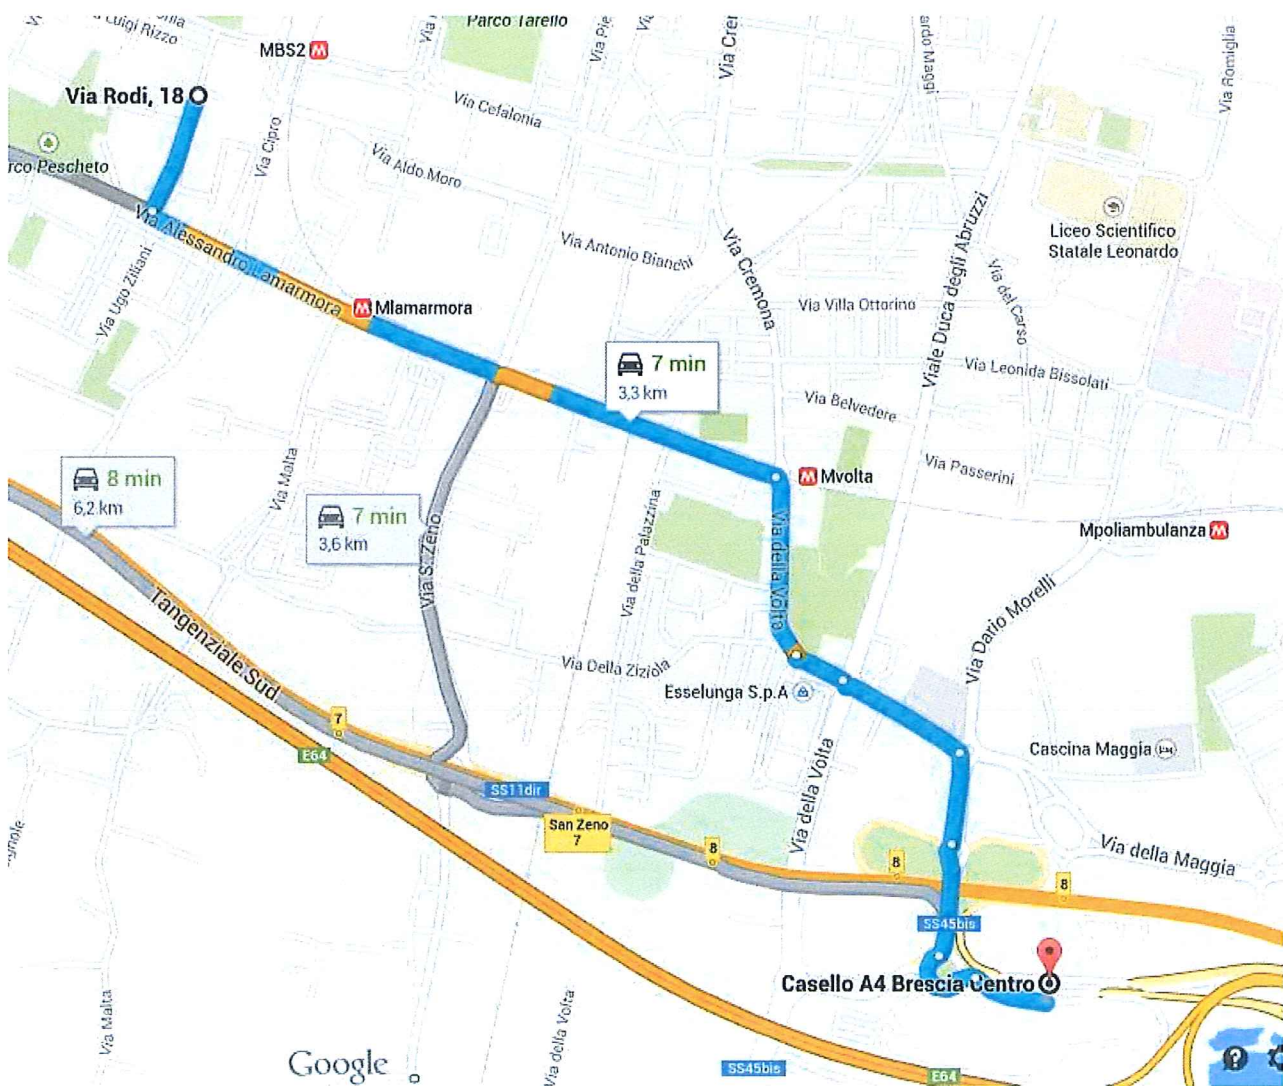 Luigi Rizzo
Parco Tarello
MBS2
Via Cremona
ardo Maggi
Via Romiglia
Via Rodi, 18
Via Cefalonia
Via Cipro
rco Pescheto
Via Aldo Moro
Liceo Scientifico
Statale Leonardo
Via Alessandro Lamarmora
Via Antonio Bianchi
Via Cremona
Viale Duca degli Abruzzi
Via del Carso
Via Ugo Ziliani
Mlamarmora
Via Villa Ottorino
7 min
3,3 km
Via Leonida Bissolati
Via Belvedere
Via Malta
8 min
6,2 km
Via Passerini
Mvolta
7 min
3,6 km
Via S.Zeno
Via della Palazzina
Via della Volta
Mpoliambulanza
Via Dario Morelli
Tangenziale Sud
Via Della Ziziola
Esselunga S.p.A
7
E64
Cascina Maggia
SS11dir
San Zeno
7
8
Via della Volta
8
8
Via della Maggia
SS45bis
Casello A4 Brescia Centro
Via Malta
Via della Volta
Google
SS45bis
E64